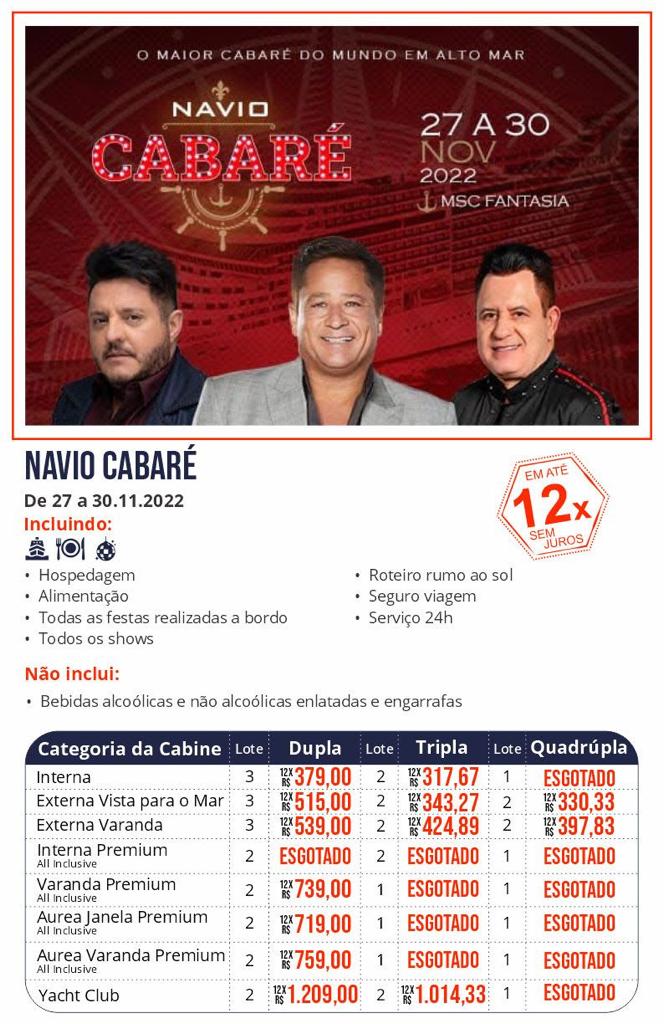 O MAIOR CABARÉ DO MUNDO EM ALTO MAR
NAVIO
CABARÉ
27 A 30
NOV
2022
MSC FANTASIA
NAVIO CABARÉ
De 27 a 30.11.2022
Incluindo:
EM ATÉ
12x
SEM
JUROS
• Hospedagem
• Alimentação
• Todas as festas realizadas a bordo
• Todos os shows
• Roteiro rumo ao sol
• Seguro viagem
• Serviço 24h
Não inclui:
• Bebidas alcoólicas e não alcoólicas enlatadas e engarrafas
Categoria da Cabine Lote Dupla Lote Tripla Lote Quadrúpla
Interna 3 12X R$ 379,00 2 12X R$ 317,67 1 ESGOTADO
Externa Vista para o Mar 3 12X R$ 515,00 2 12X R$ 343,27 2 12X R$ 330,33
Externa Varanda 3 12X R$ 539,00 2 12X R$ 424,89 2 12X R$ 397,83
Interna Premium 2 ESGOTADO 2 ESGOTADO 1 ESGOTADO
All Inclusive
Varanda Premium 2 12X R$ 739,00 1 ESGOTADO 1 ESGOTADO
All Inclusive
Aurea Janela Premium 2 12X R$ 719,00 1 ESGOTADO 1 ESGOTADO
All Inclusive
Aurea Varanda Premium 2 12X R$ 759,00 1 ESGOTADO 1 ESGOTADO
All Inclusive
Yacht Club 2 12X R$ 1.209,00 2 12X R$ 1.014,33 1 ESGOTADO